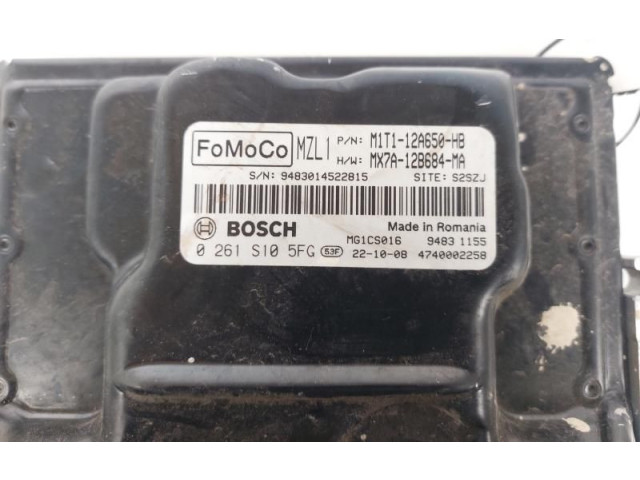 FoMoCo MZL1 P/N: M1T1-12A650-HB
H/W: MX7A-12B684-MA
S/N: 9483014522815 SITE: S2SZJ
BOSCH Made in Romania
MG1CS016 9483 1155
0 261 S10 5FG 53F 22-10-08 4740002258